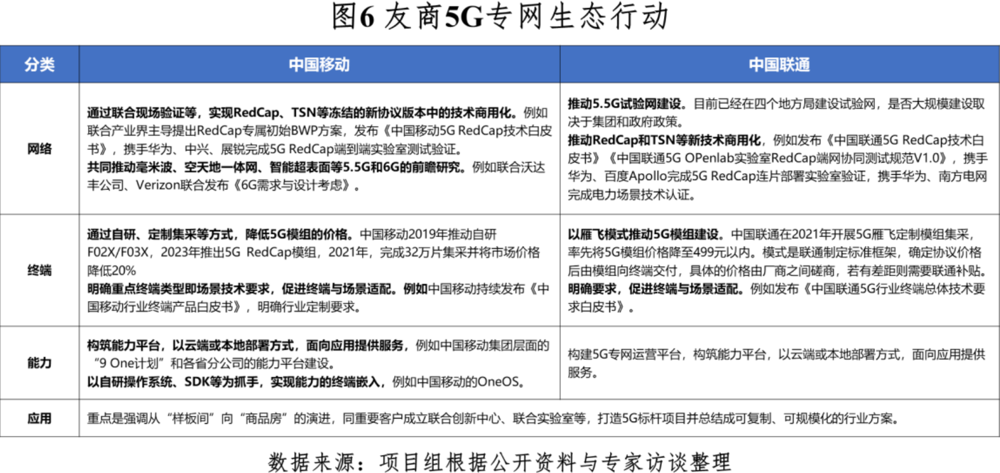 图6 友商5G专网生态行动
分类
中国移动
中国联通
网络
通过联合现场验证等，实现RedCap、TSN等冻结的新协议版本中的技术商用化。例如
联合产业界主导提出RedCap专属初始BWP方案，发布《中国移动5G RedCap技术白皮
书》，携手华为、中兴、展锐完成5G RedCap端到端实验室测试验证。
共同推动毫米波、空天地一体网、智能超表面等5.5G和6G的前瞻研究。例如联合沃达
丰公司、Verizon联合发布《6G需求与设计考虑》。
推动5.5G试验网建设。目前已经在四个地方局建设试验网，是否大规模建设取
决于集团和政府政策。
推动RedCap和TSN等新技术商用化，例如发布《中国联通5G RedCap技术白
皮书》《中国联通5G OPenlab实验室RedCap端网协同测试规范V1.0》，携手
华为、百度Apollo完成5G RedCap连片部署实验室验证，携手华为、南方电网
完成电力场景技术认证。
终端
通过自研、定制集采等方式，降低5G模组的价格。中国移动2019年推动自研
F02X/F03X，2023年推出5G RedCap模组，2021年，完成32万片集采并将市场价格
降低20%
明确重点终端类型即场景技术要求，促进终端与场景适配。例如中国移动持续发布《中
国移动行业终端产品白皮书》，明确行业定制要求。
以雁飞模式推动5G模组建设。中国联通在2021年开展5G雁飞定制模组集采，
率先将5G模组价格降至499元以内。模式是联通制定标准框架，确定协议价格
后由模组向终端交付，具体的价格由厂商之间磋商，若有差距则需要联通补贴。
明确要求，促进终端与场景适配。例如发布《中国联通5G行业终端总体技术要
求白皮书》。
能力
构筑能力平台，以云端或本地部署方式，面向应用提供服务，例如中国移动集团层面的
“9 One计划”和各省分公司的能力平台建设。
以自研操作系统、SDK等为抓手，实现能力的终端嵌入，例如中国移动的OneOS。
构建5G专网运营平台，构筑能力平台，以云端或本地部署方式，面向应用提供
服务。
应用
重点是强调从“样板间”向“商品房”的演进，同重要客户成立联合创新中心、联合实验室等，打造5G标杆项目并总结成可复制、可规模化的行业方案。
数据来源：项目组根据公开资料与专家访谈整理